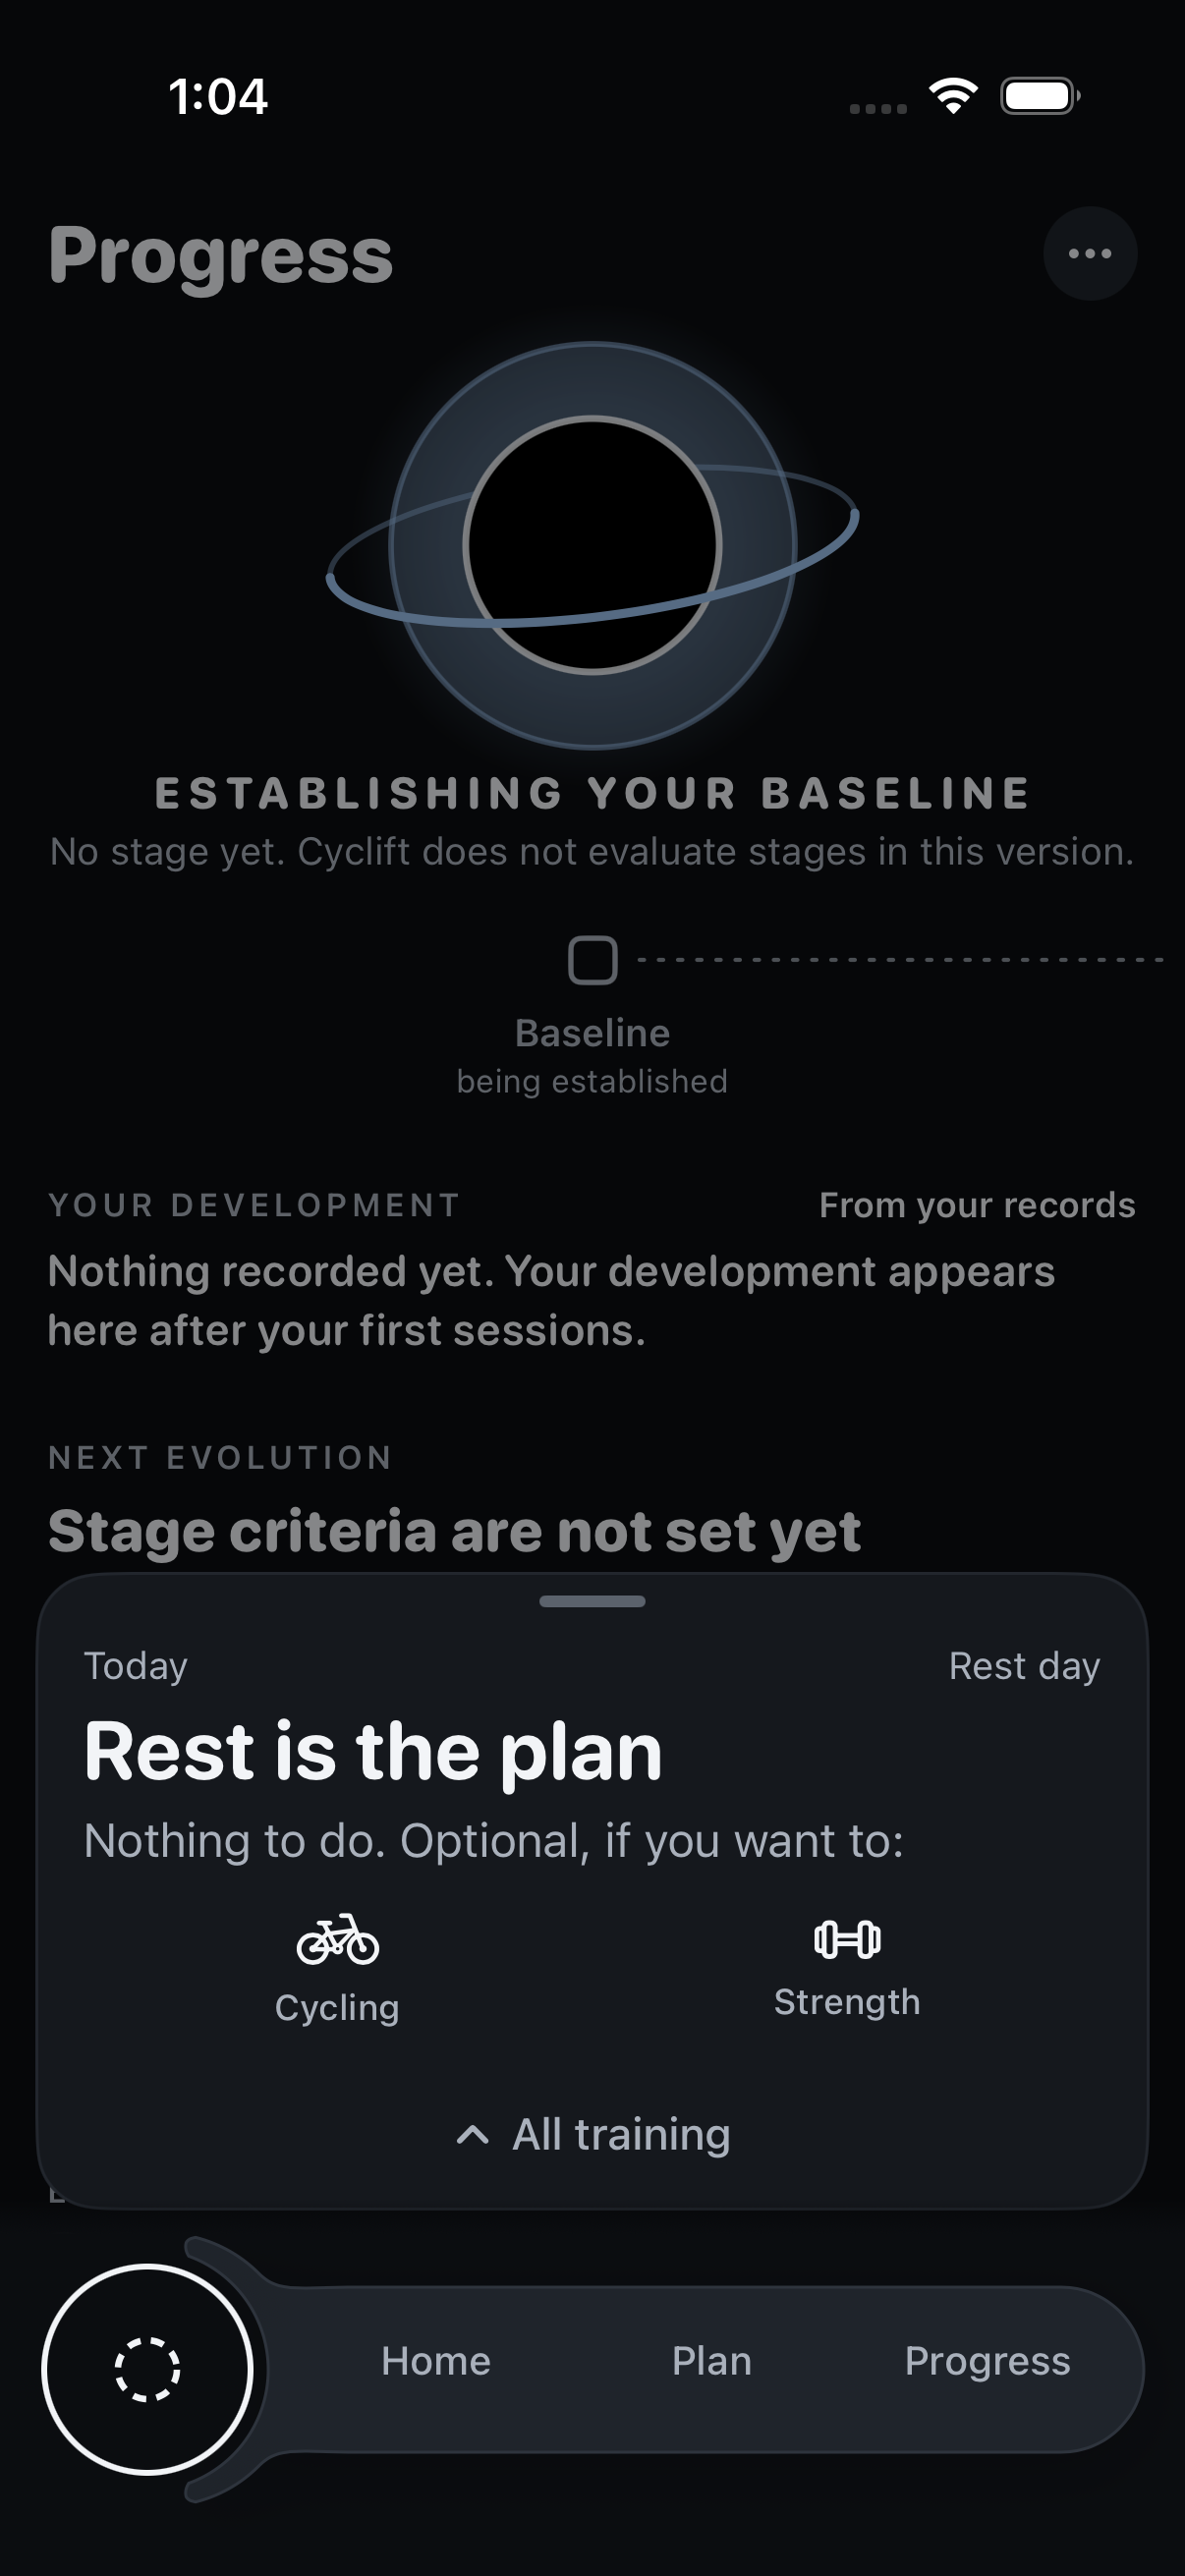 1:04
Progress
ESTABLISHING YOUR BASELINE
No stage yet. Cyclift does not evaluate stages in this version.
Baseline
being established
YOUR DEVELOPMENT From your records
Nothing recorded yet. Your development appears
here after your first sessions.
NEXT EVOLUTION
Stage criteria are not set yet
Today Rest day
Rest is the plan
Nothing to do. Optional, if you want to:
Cycling Strength
All training
Home Plan Progress